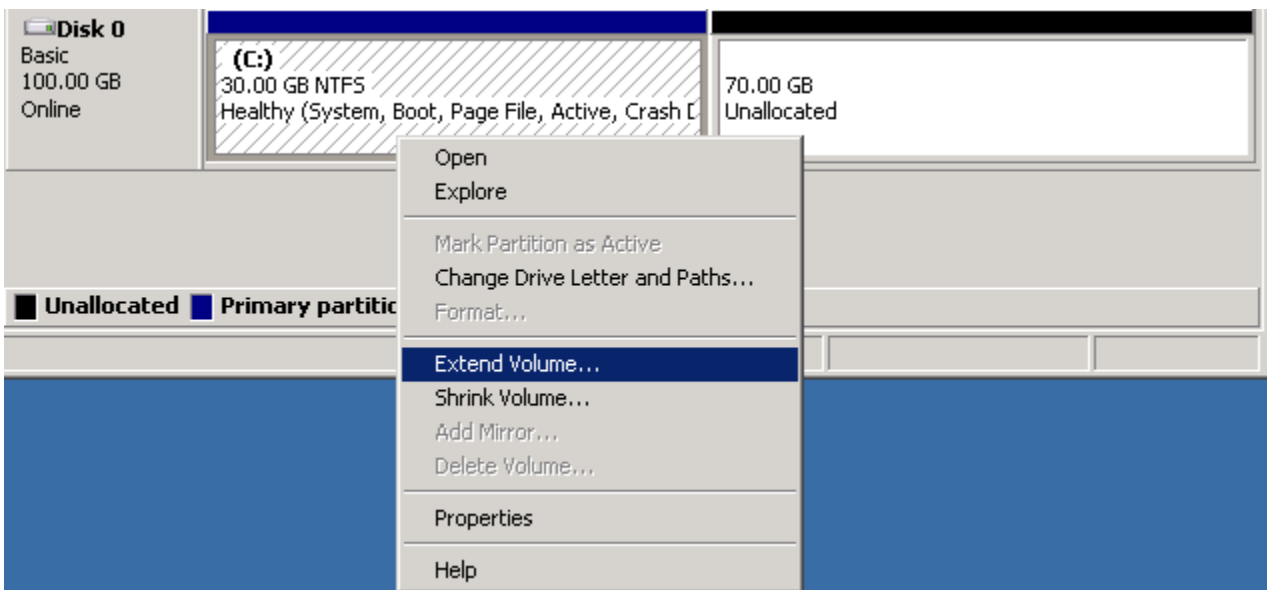 Disk 0
Basic
100.00 GB
Online
(C:)
30.00 GB NTFS
Healthy (System, Boot, Page File, Active, Crash D
70.00 GB
Unallocated
Open
Explore
Mark Partition as Active
Change Drive Letter and Paths...
Format...
Extend Volume...
Shrink Volume...
Add Mirror...
Delete Volume...
Properties
Help
Unallocated
Primary partitic